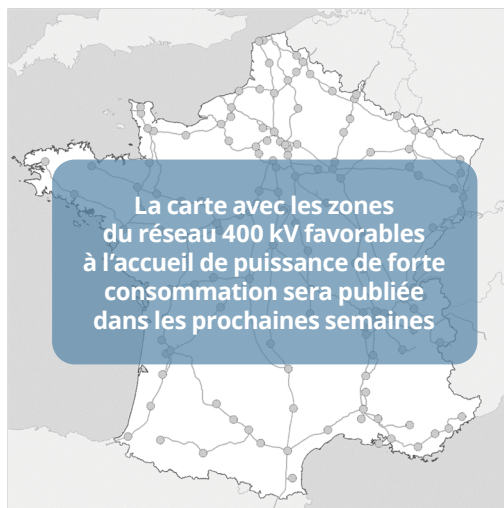 La carte avec les zones
du réseau 400 kV favorables
à l’accueil de puissance de forte
consommation sera publiée
dans les prochaines semaines